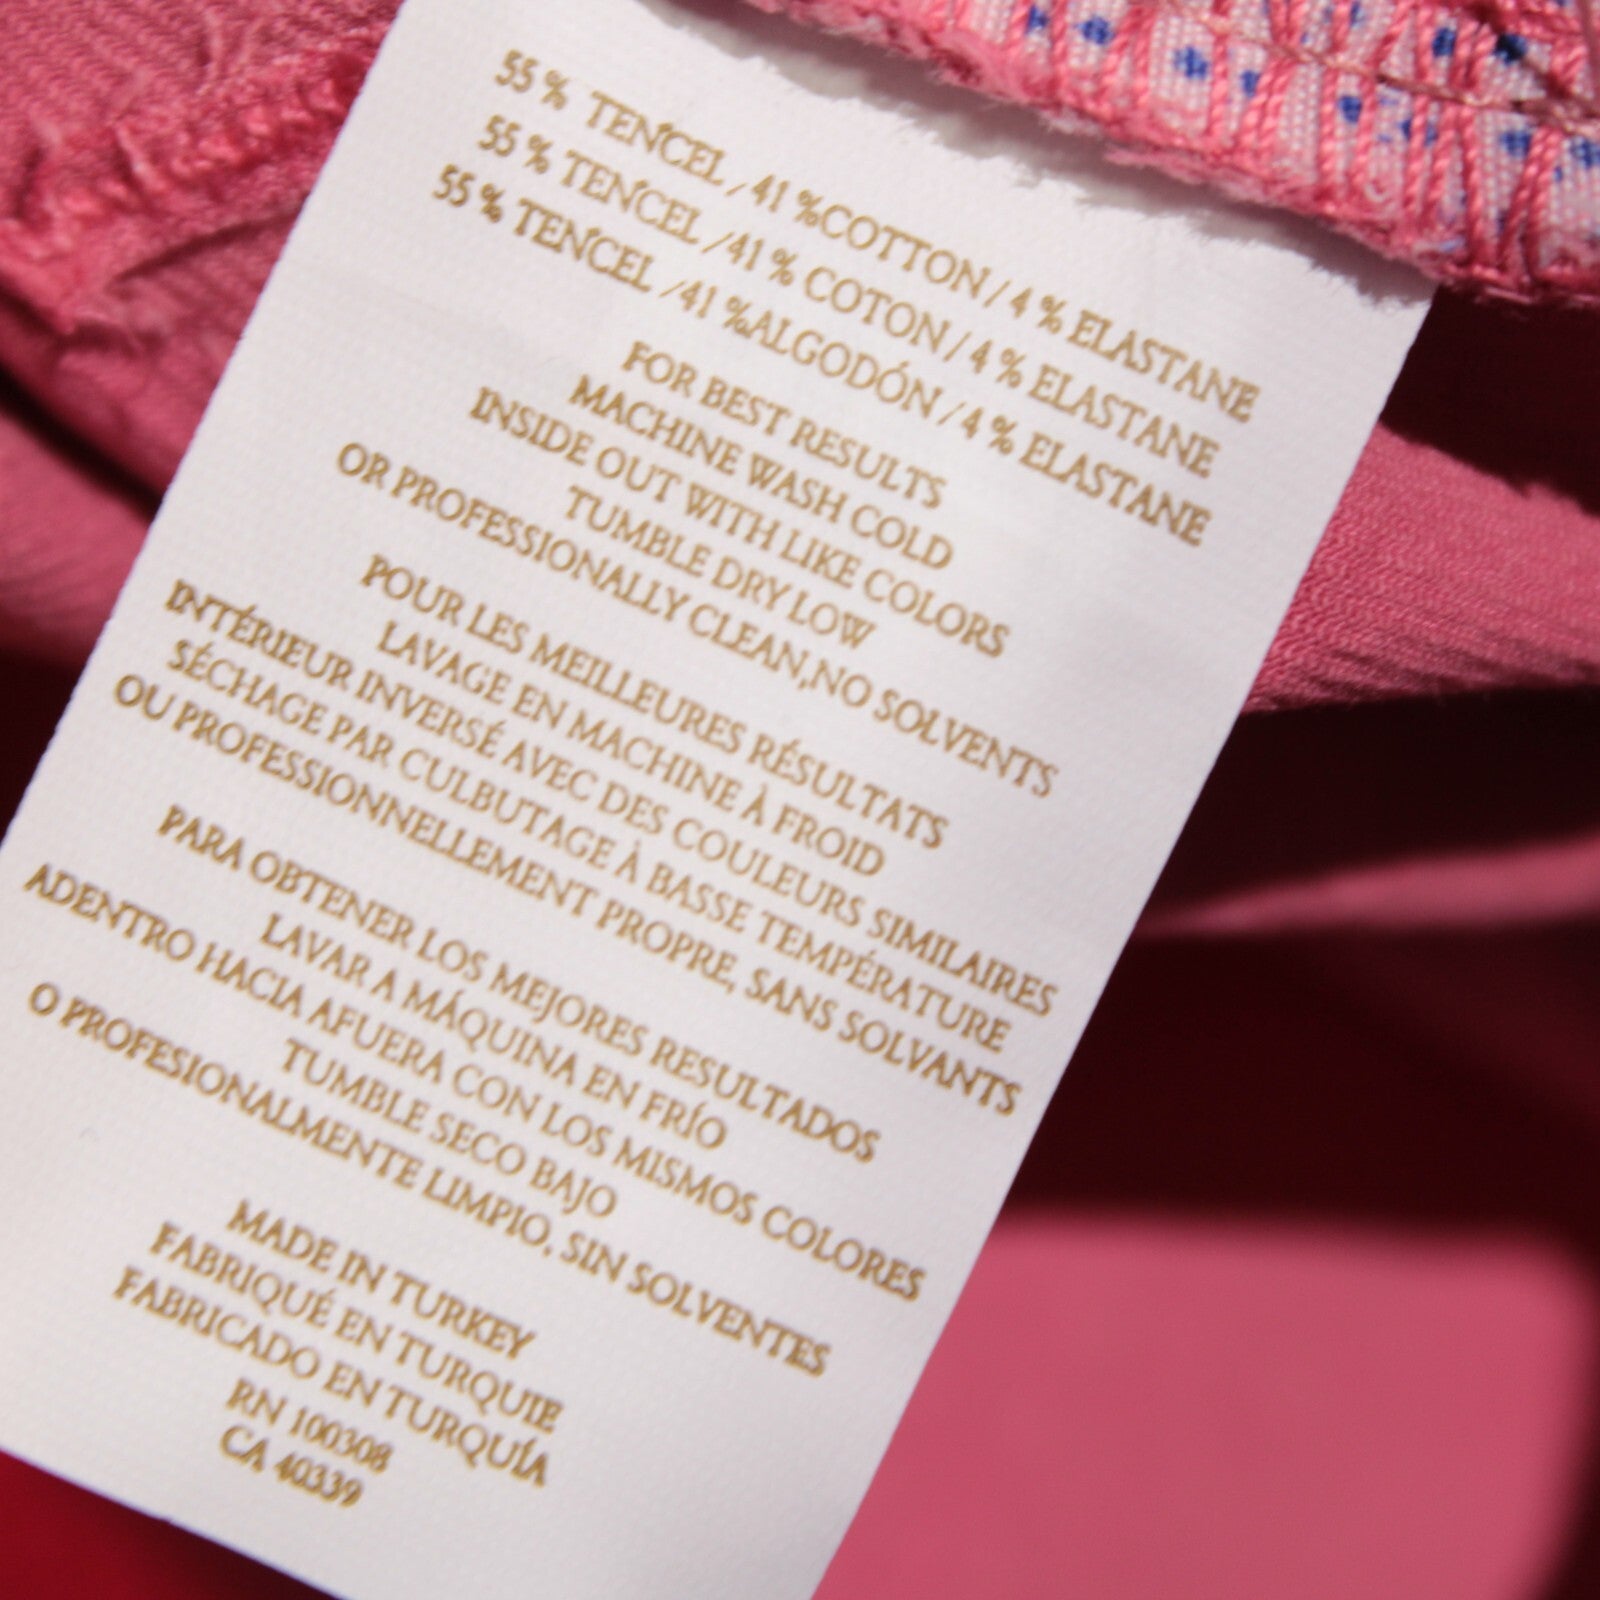 55 % TENCEL / 41 %COTTON / 4 % ELASTANE
55 % TENCEL / 41 % COTON / 4 % ELASTANE
55 % TENCEL / 41 %ALGODÓN / 4 % ELASTANE
FOR BEST RESULTS
MACHINE WASH COLD
INSIDE OUT WITH LIKE COLORS
TUMBLE DRY LOW
OR PROFESSIONALLY CLEAN,NO SOLVENTS
POUR LES MEILLEURES RÉSULTATS
LAVAGE EN MACHINE À FROID
INTÉRIEUR INVERSÉ AVEC DES COULEURS SIMILAIRES
SÉCHAGE PAR CULBUTAGE À BASSE TEMPÉRATURE
OU PROFESSIONNELLEMENT PROPRE, SANS SOLVANTS
PARA OBTENER LOS MEJORES RESULTADOS
LAVAR A MÁQUINA EN FRÍO
ADENTRO HACIA AFUERA CON LOS MISMOS COLORES
TUMBLE SECO BAJO
O PROFESIONALMENTE LIMPIO, SIN SOLVENTES
MADE IN TURKEY
FABRIQUÉ EN TURQUIE
FABRICADO EN TURQUÍA
RN 100308
CA 40339